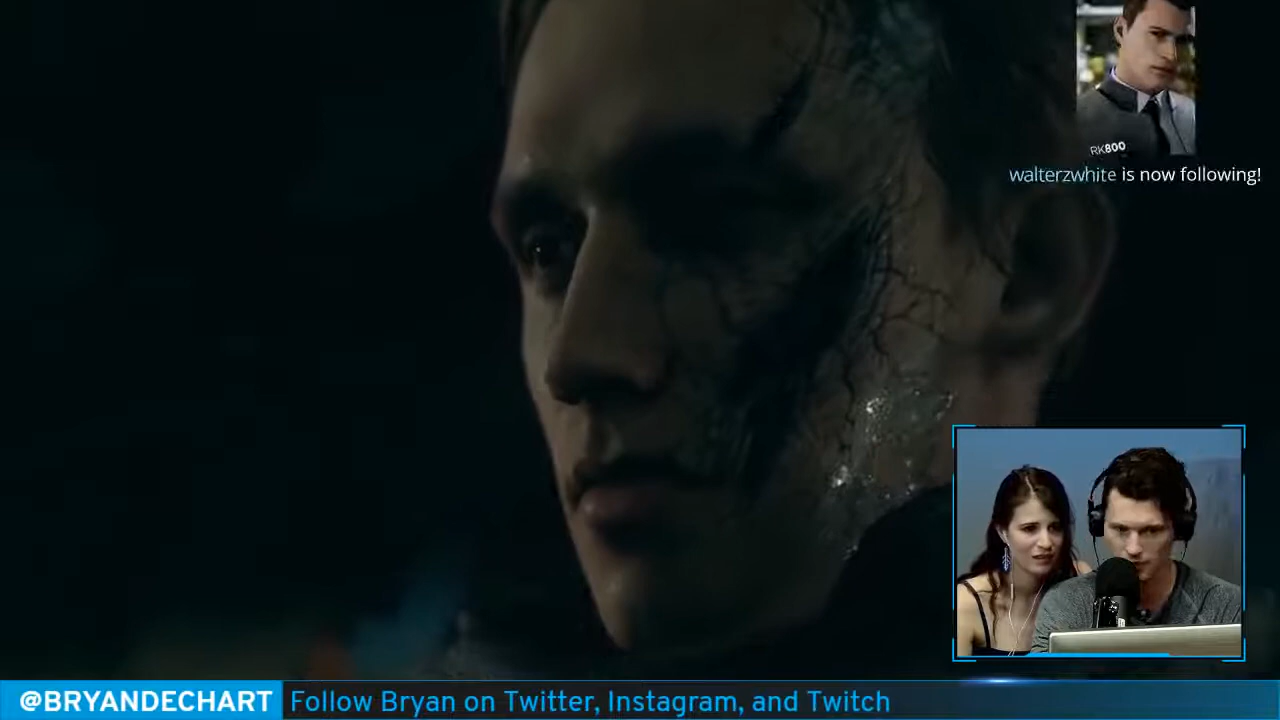 RK800
walterzwhite is now following!
@BRYANDECHART
Follow Bryan on Twitter, Instagram, and Twitch